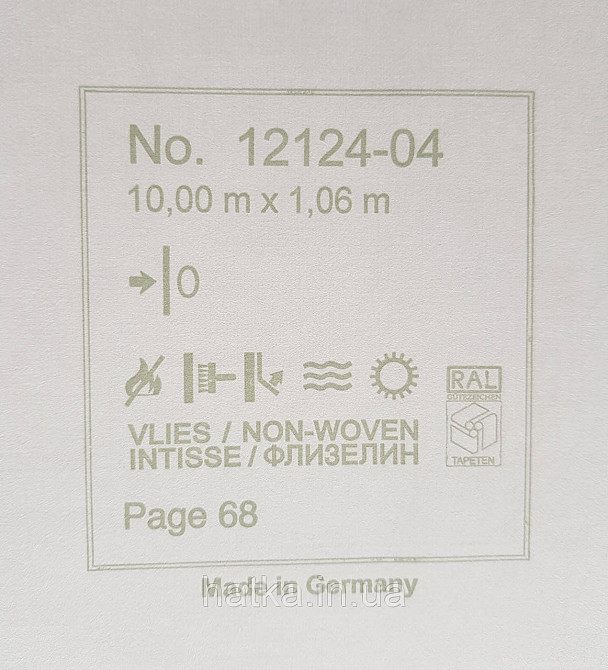 No. 12124-04
10,00 m x 1,06 m
0
RAL
GÜTEZEICHEN
VLIES / NON-WOVEN
INTISSE / ФЛИЗЕЛИН
TAPETEN
Page 68
Made in Germany
hatka.in.ua